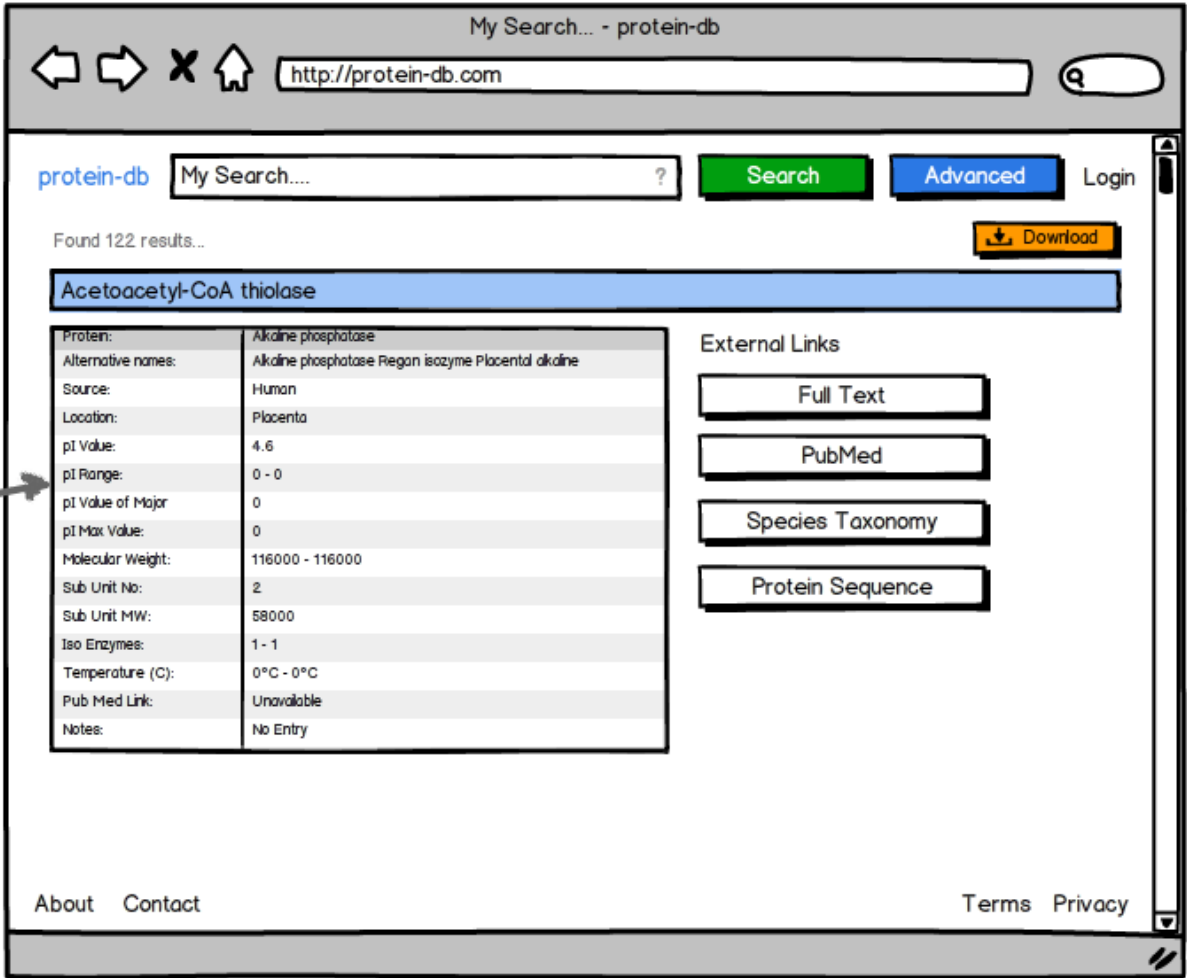 My Search... - protein-db
http://protein-db.com
protein-db My Search.... ? Search Advanced Login
Found 122 results... Download
Acetoacetyl-CoA thiolase
Protein: Alkaline phosphatase
Alternative names: Alkaline phosphatase Regan isozyme Placental alkaline
Source: Human
Location: Placenta
pI Value: 4.6
pI Range: 0 - 0
pI Value of Major 0
pI Max Value: 0
Molecular Weight: 116000 - 116000
Sub Unit No: 2
Sub Unit MW: 58000
Iso Enzymes: 1 - 1
Temperature (C): 0°C - 0°C
Pub Med Link: Unavailable
Notes: No Entry
External Links
Full Text
PubMed
Species Taxonomy
Protein Sequence
About Contact Terms Privacy